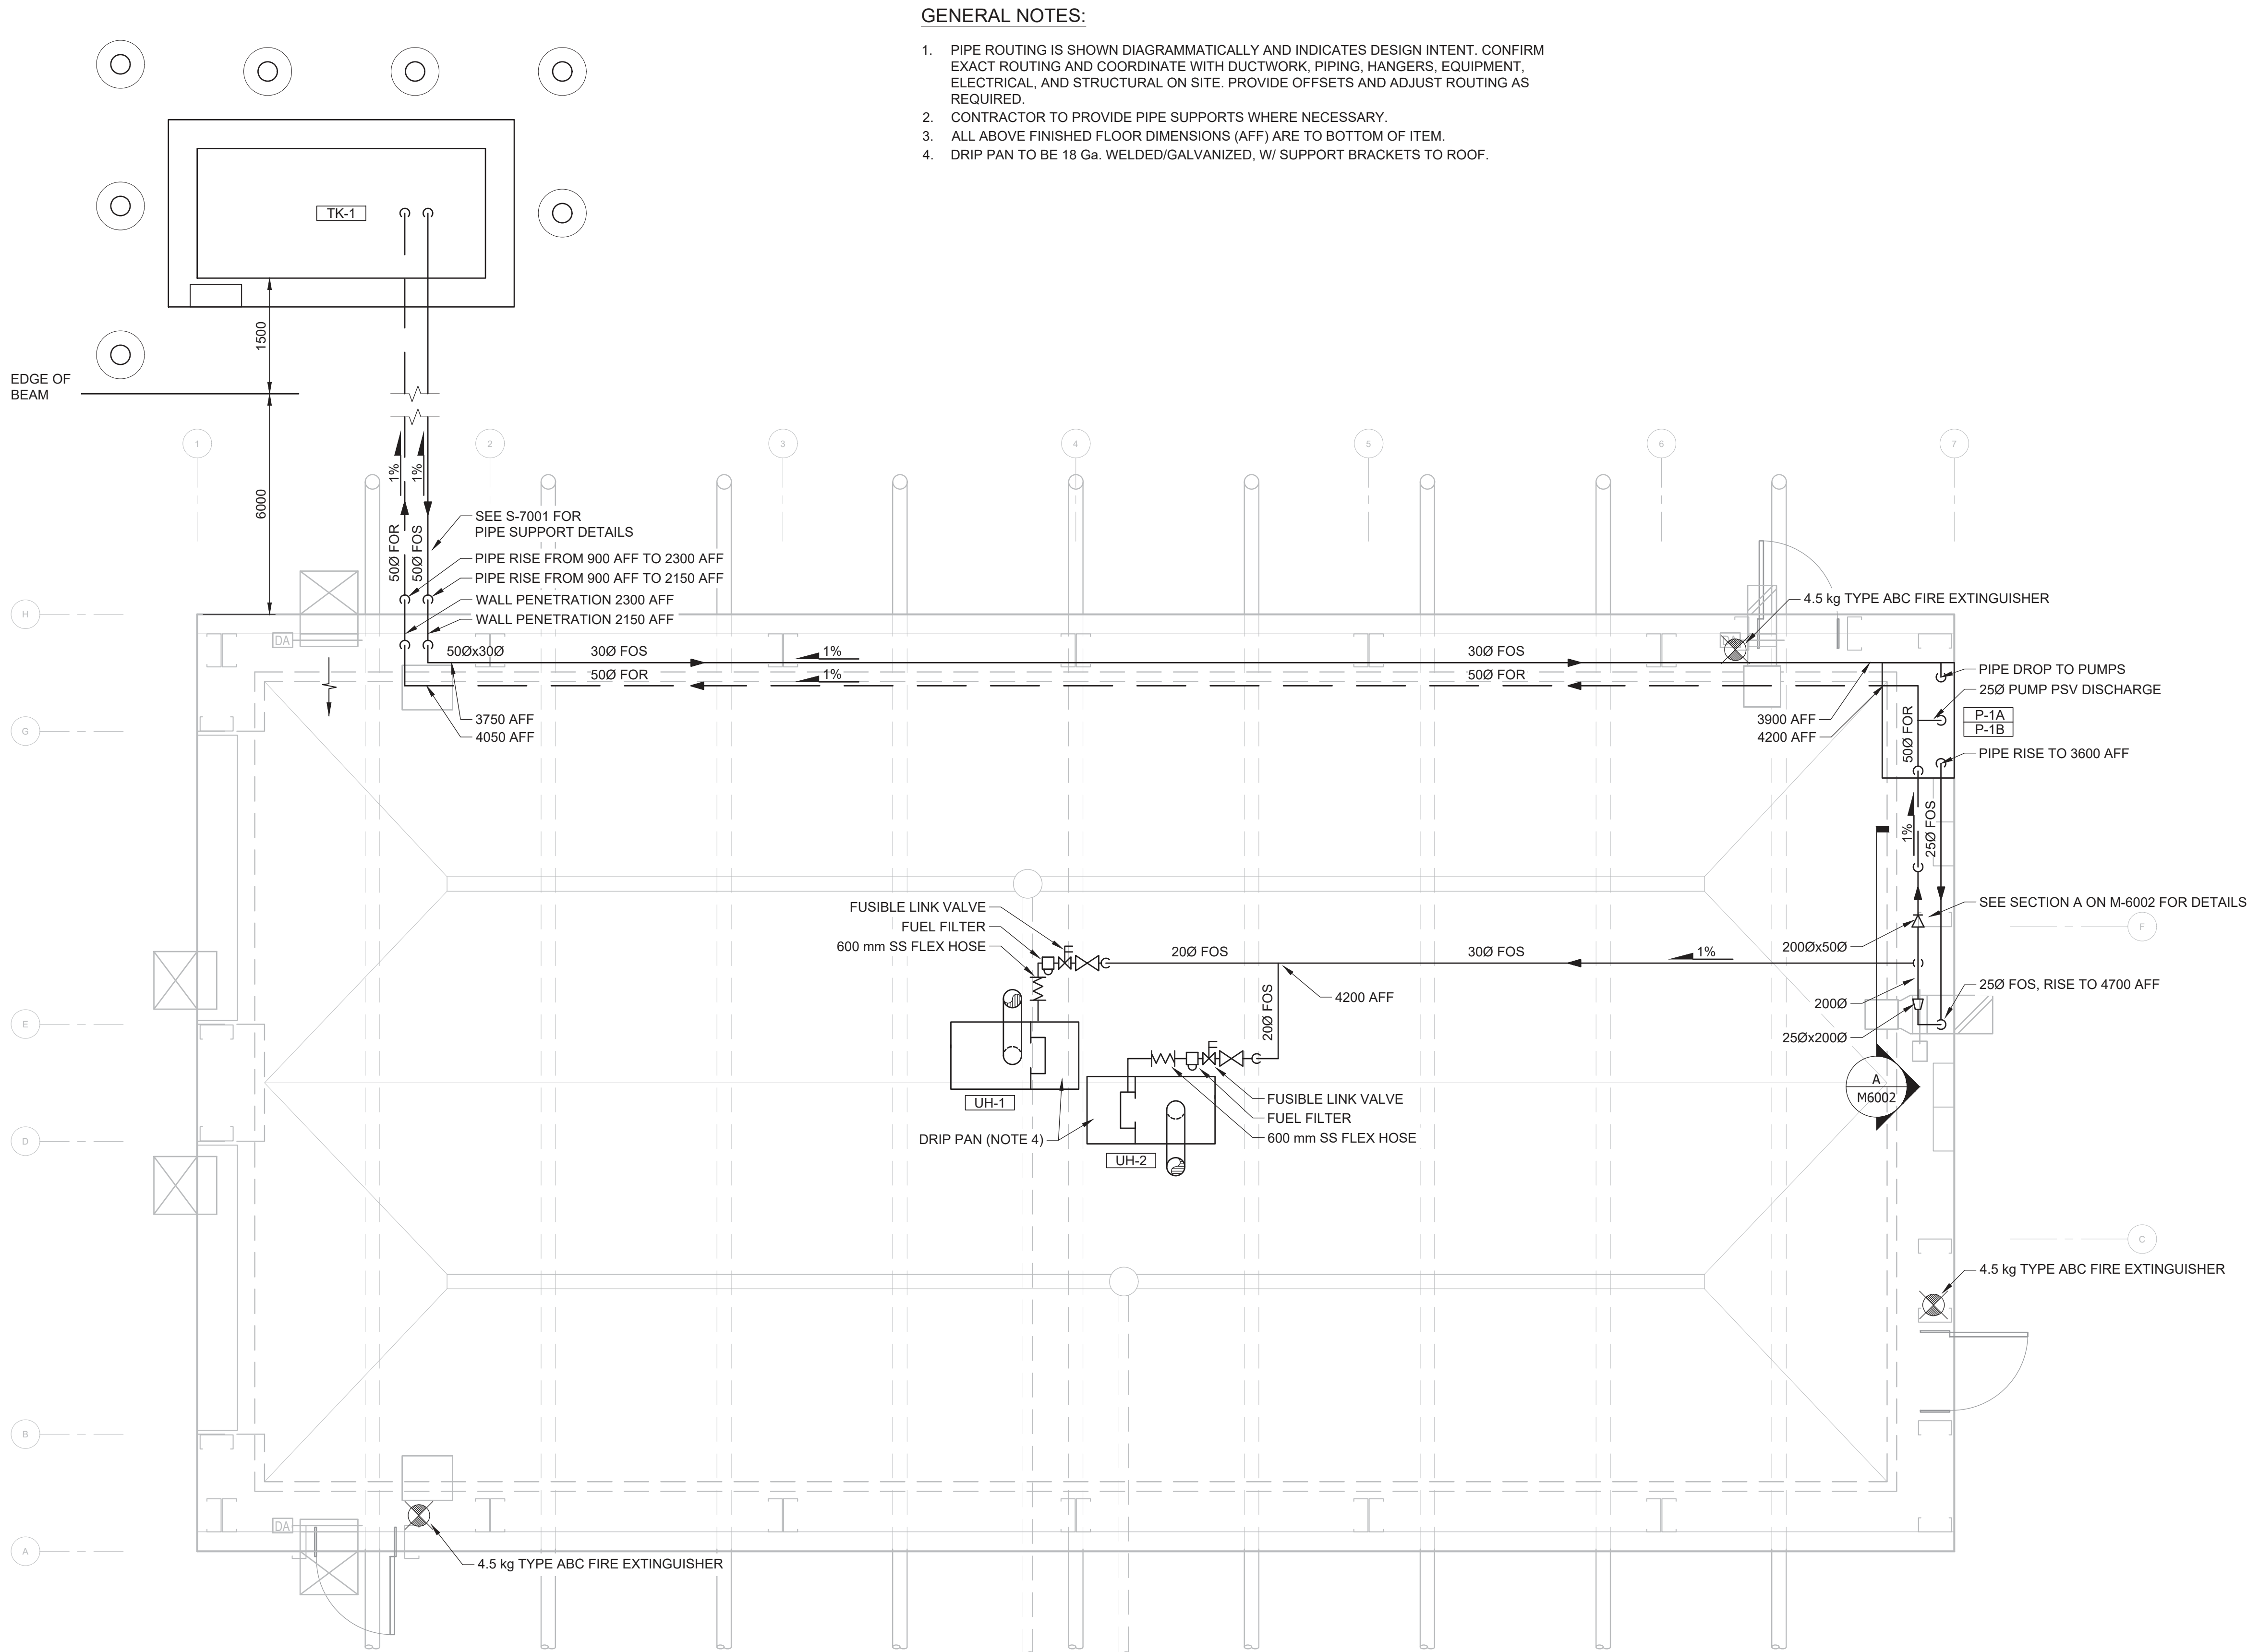 GENERAL NOTES:
1. PIPE ROUTING IS SHOWN DIAGRAMMATICALLY AND INDICATES DESIGN INTENT. CONFIRM
EXACT ROUTING AND COORDINATE WITH DUCTWORK, PIPING, HANGERS, EQUIPMENT,
ELECTRICAL, AND STRUCTURAL ON SITE. PROVIDE OFFSETS AND ADJUST ROUTING AS
REQUIRED.
2. CONTRACTOR TO PROVIDE PIPE SUPPORTS WHERE NECESSARY.
3. ALL ABOVE FINISHED FLOOR DIMENSIONS (AFF) ARE TO BOTTOM OF ITEM.
4. DRIP PAN TO BE 18 Ga. WELDED/GALVANIZED, W/ SUPPORT BRACKETS TO ROOF.
TK-1
1500
EDGE OF
BEAM
6000
1
2
3
4
5
6
7
1%
1%
50Ø FOR
50Ø FOS
SEE S-7001 FOR
PIPE SUPPORT DETAILS
PIPE RISE FROM 900 AFF TO 2300 AFF
PIPE RISE FROM 900 AFF TO 2150 AFF
WALL PENETRATION 2300 AFF
WALL PENETRATION 2150 AFF
4.5 kg TYPE ABC FIRE EXTINGUISHER
H
DA
DA
50Øx30Ø
30Ø FOS
1%
30Ø FOS
50Ø FOR
1%
50Ø FOR
PIPE DROP TO PUMPS
25Ø PUMP PSV DISCHARGE
3750 AFF
4050 AFF
3900 AFF
4200 AFF
50Ø FOR
P-1A
P-1B
G
PIPE RISE TO 3600 AFF
1%
25Ø FOS
FUSIBLE LINK VALVE
FUEL FILTER
600 mm SS FLEX HOSE
SEE SECTION A ON M-6002 FOR DETAILS
F
20Ø FOS
30Ø FOS
1%
200Øx50Ø
4200 AFF
20Ø FOS
25Ø FOS, RISE TO 4700 AFF
200Ø
E
25Øx200Ø
A
M6002
UH-1
FUSIBLE LINK VALVE
FUEL FILTER
600 mm SS FLEX HOSE
DRIP PAN (NOTE 4)
UH-2
D
C
4.5 kg TYPE ABC FIRE EXTINGUISHER
B
DA
A
4.5 kg TYPE ABC FIRE EXTINGUISHER